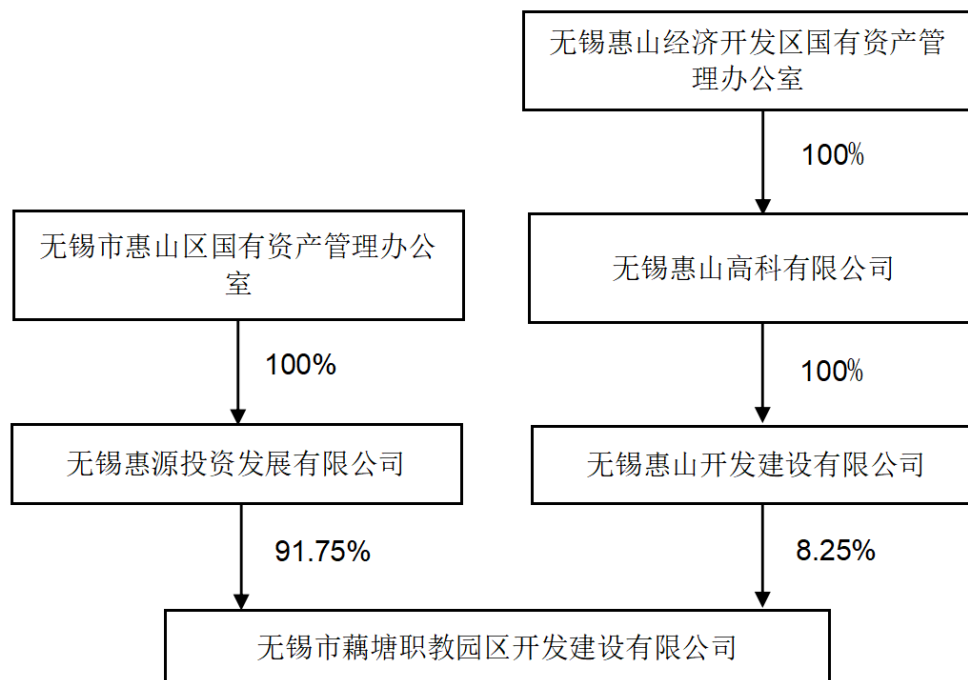 无锡惠山经济开发区国有资产管
理办公室
100%
无锡市惠山区国有资产管理办公
室
无锡惠山高科有限公司
100%
100%
无锡惠源投资发展有限公司
无锡惠山开发建设有限公司
91.75%
8.25%
无锡市藕塘职教园区开发建设有限公司